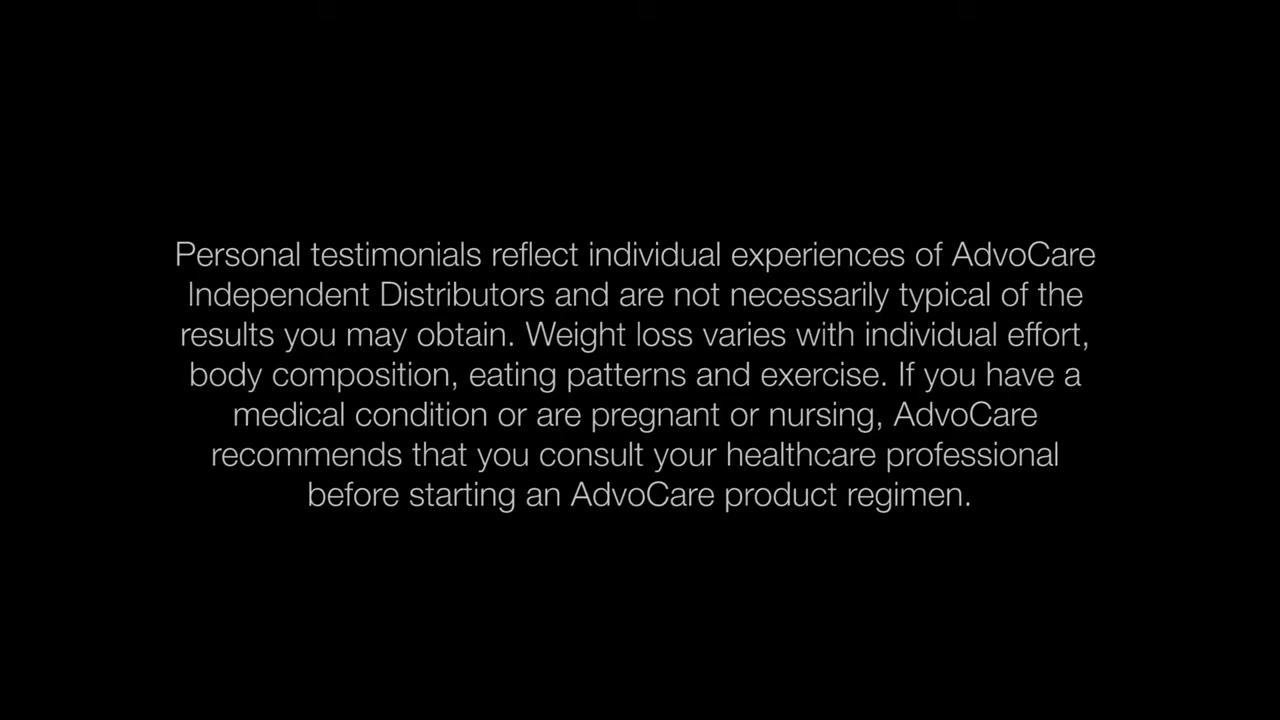 Personal testimonials reflect individual experiences of AdvoCare
Independent Distributors and are not necessarily typical of the
results you may obtain. Weight loss varies with individual effort,
body composition, eating patterns and exercise. If you have a
medical condition or are pregnant or nursing, AdvoCare
recommends that you consult your healthcare professional
before starting an AdvoCare product regimen.